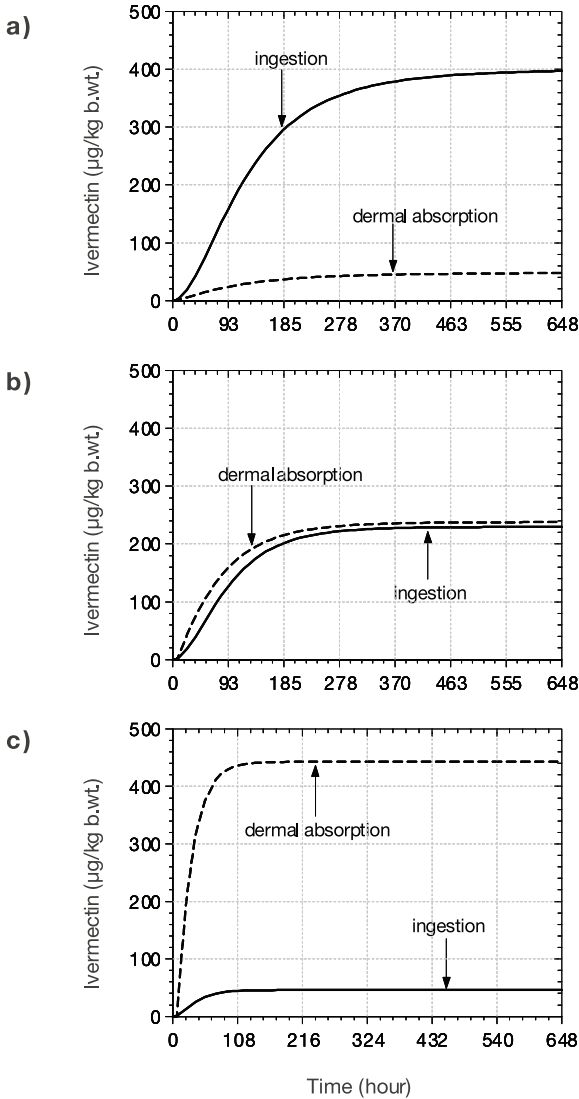 a)
Ivermectin (µg/kg b.wt.)
500
400
300
200
100
0
ingestion
dermal absorption
0 93 185 278 370 463 555 648
b)
Ivermectin (µg/kg b.wt.)
500
400
300
200
100
0
dermal absorption
ingestion
0 93 185 278 370 463 555 648
c)
Ivermectin (µg/kg b.wt.)
500
400
300
200
100
0
dermal absorption
ingestion
0 108 216 324 432 540 648
Time (hour)